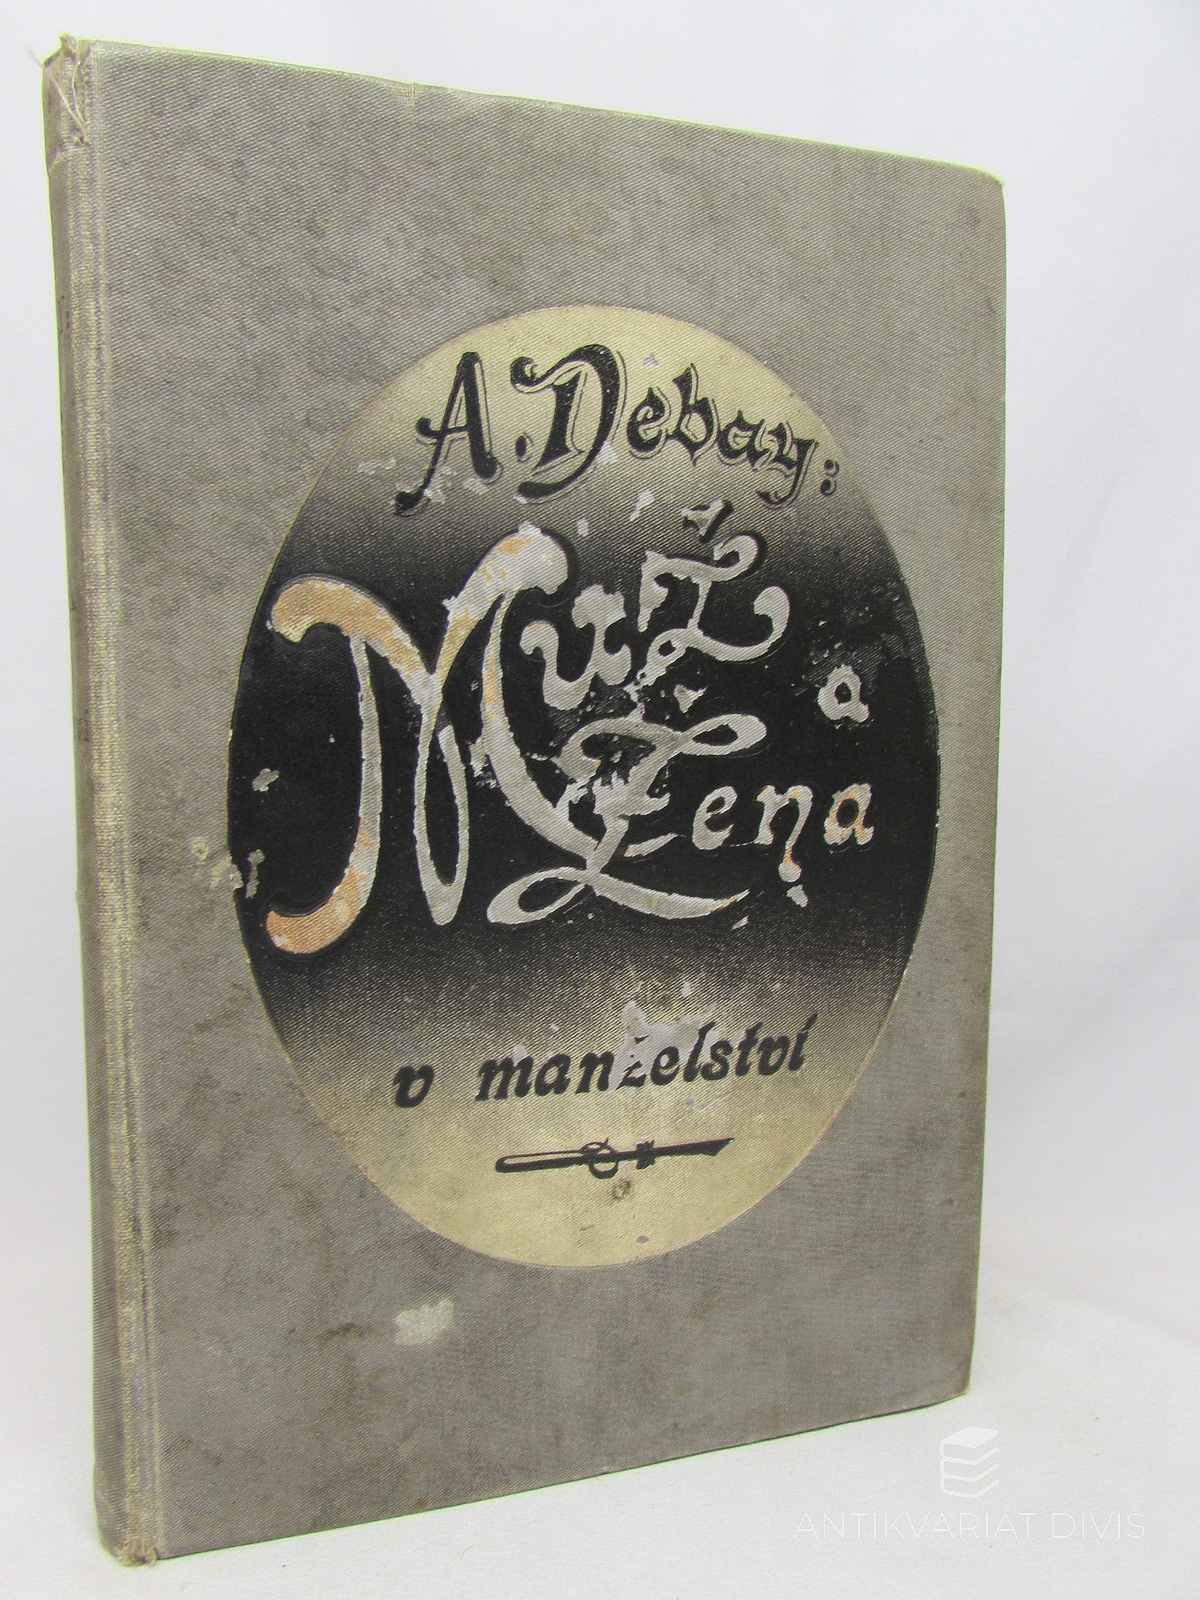 A. Debay:
Muž
a
Žena
v manželství
ANTIKVARIAT DIVIS